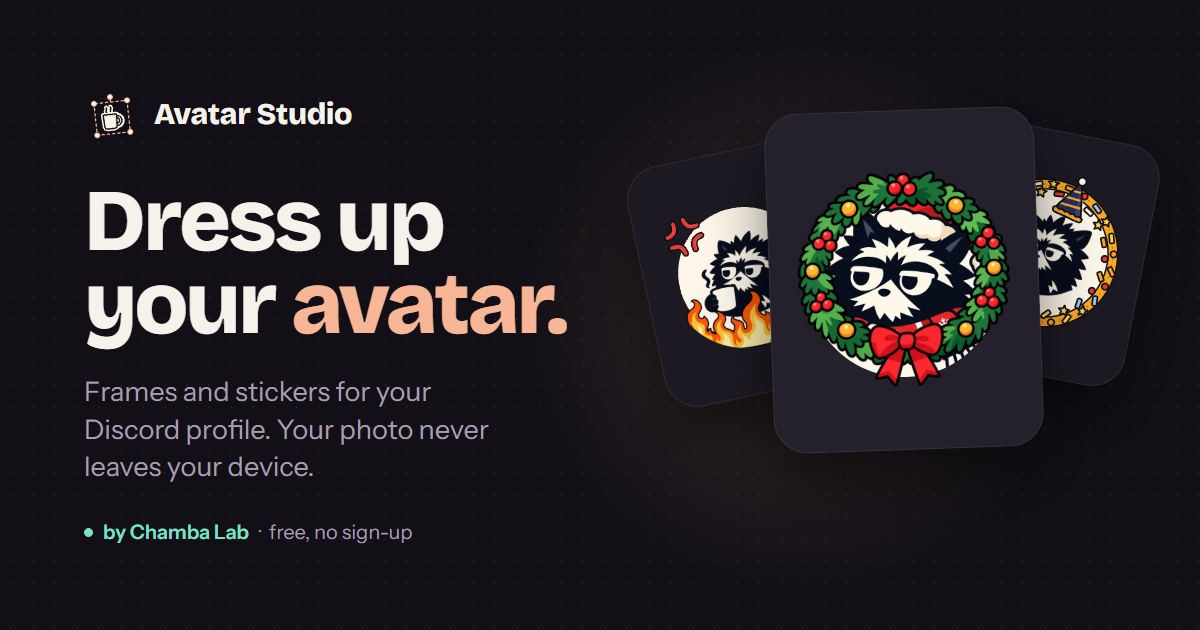 Avatar Studio
Dress up
your avatar.
Frames and stickers for your
Discord profile. Your photo never
leaves your device.
by Chamba Lab · free, no sign-up